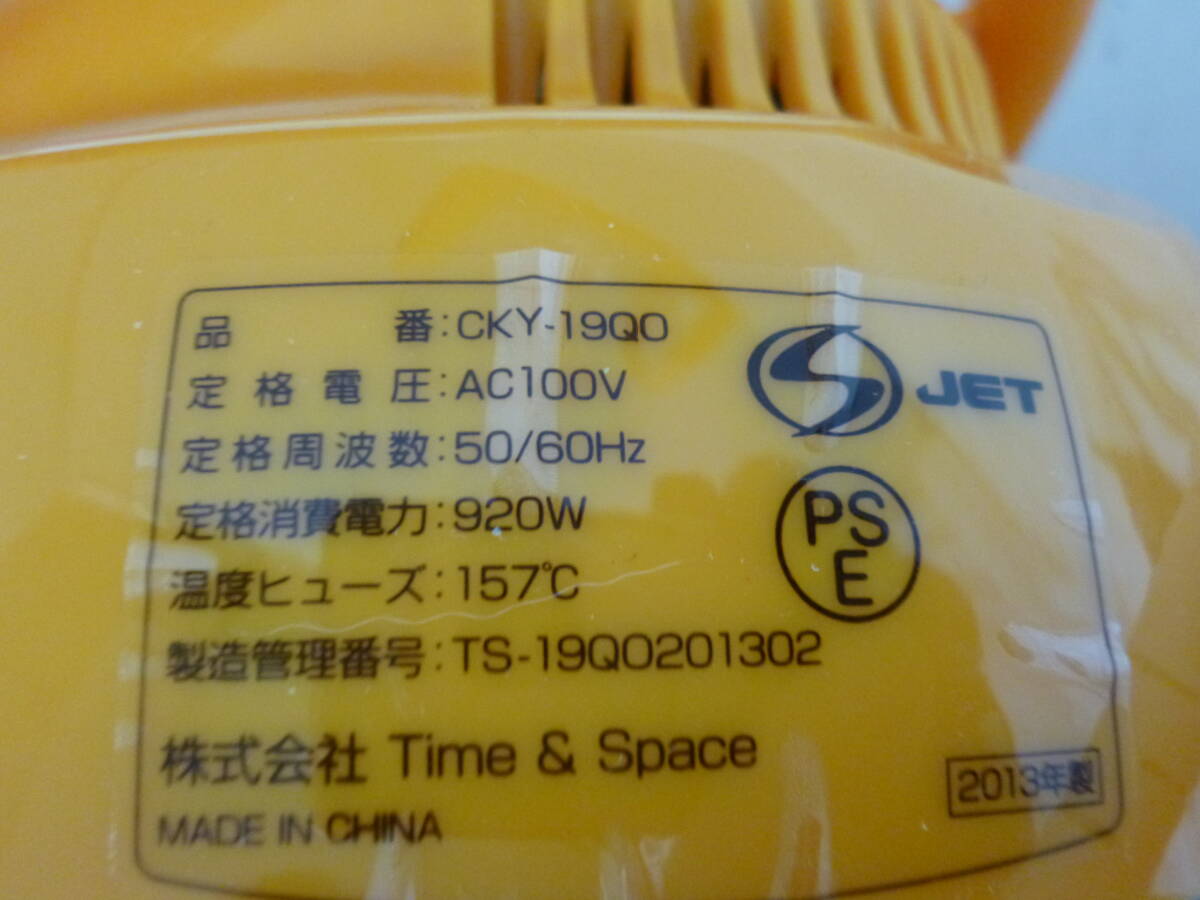 品番:CKY-19QO
定格電圧:AC100V
定格周波数:50/60Hz
定格消費電力:920W
温度ヒューズ:157℃
製造管理番号:TS-19QO201302
株式会社 Time & Space
MADE IN CHINA
S JET
PS
E
2013年製